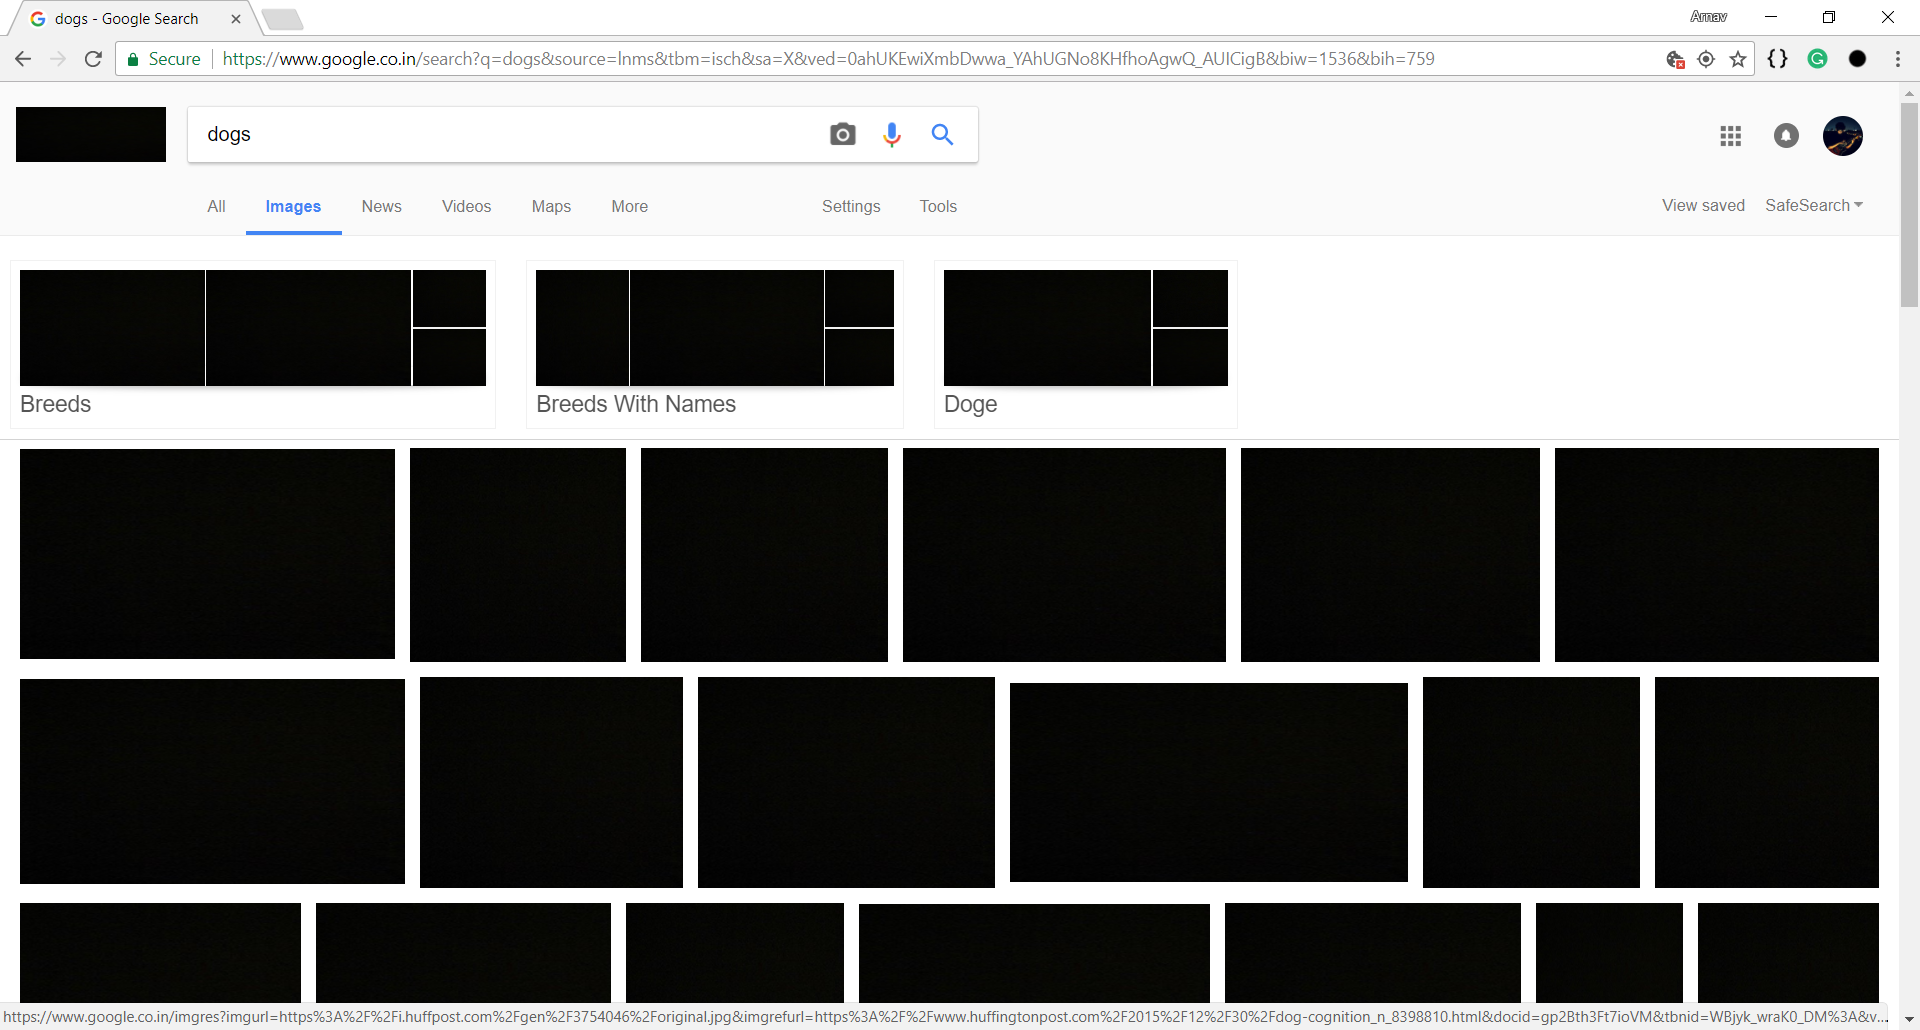 dogs - Google Search
Arnav
Secure https://www.google.co.in/search?q=dogs&source=lnms&tbm=isch&sa=X&ved=0ahUKEwiXmbDwwa_YAhUGNo8KHfhoAgwQ_AUICigB&biw=1536&bih=759
dogs
All Images News Videos Maps More Settings Tools View saved SafeSearch
Breeds Breeds With Names Doge
https://www.google.co.in/imgres?imgurl=https%3A%2F%2Fi.huffpost.com%2Fgen%2F3754046%2Foriginal.jpg&imgrefurl=https%3A%2F%2Fwww.huffingtonpost.com%2F2015%2F12%2F30%2Fdog-cognition_n_8398810.html&docid=gp2Bth3Ft7ioVM&tbnid=WBjyk_wraK0_DM%3A&v...